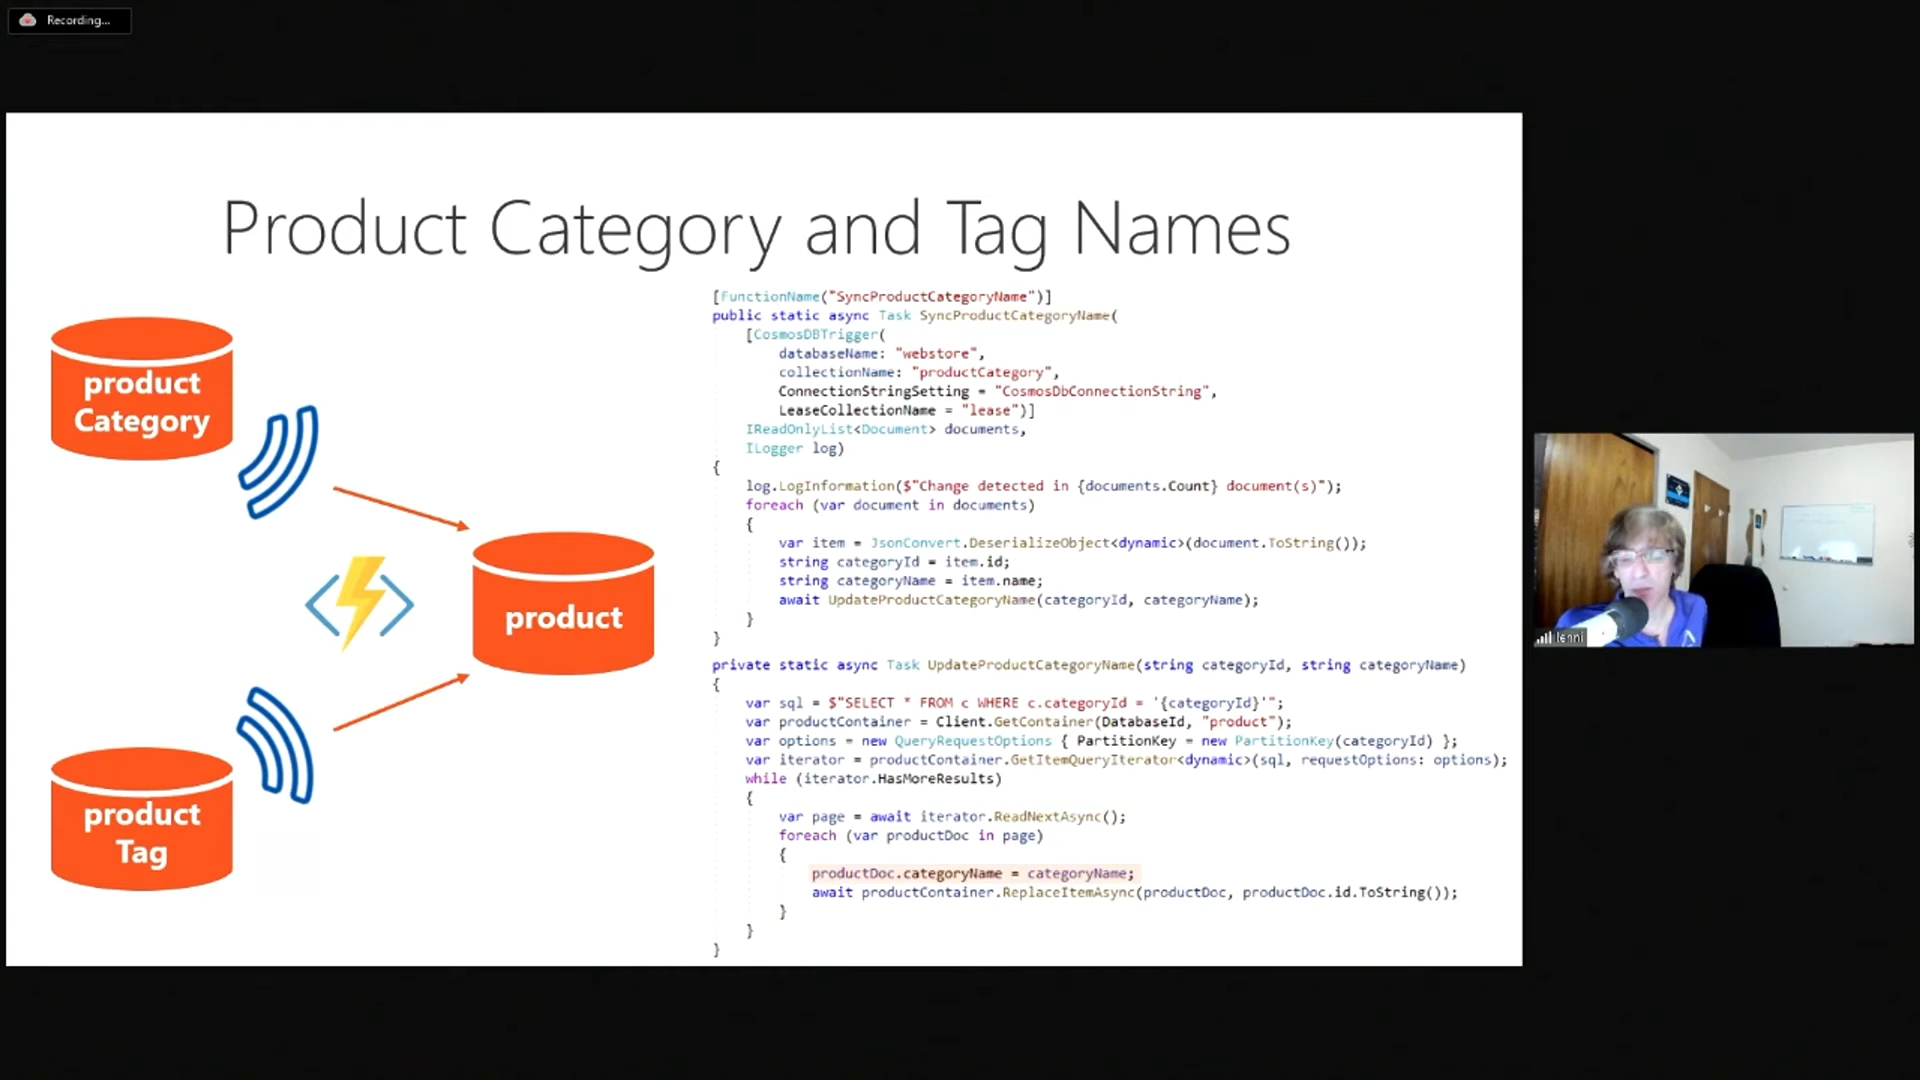 Recording...
Product Category and Tag Names
product
Category
product
product
Tag
[FunctionName("SyncProductCategoryName")]
public static async Task SyncProductCategoryName(
[CosmosDBTrigger(
databaseName: "webstore",
collectionName: "productCategory",
ConnectionStringSetting = "CosmosDbConnectionString",
LeaseCollectionName = "lease")]
IReadOnlyList<Document> documents,
ILogger log)
{
log.LogInformation($"Change detected in {documents.Count} document(s)");
foreach (var document in documents)
{
var item = JsonConvert.DeserializeObject<dynamic>(document.ToString());
string categoryId = item.id;
string categoryName = item.name;
await UpdateProductCategoryName(categoryId, categoryName);
}
}
private static async Task UpdateProductCategoryName(string categoryId, string categoryName)
{
var sql = $"SELECT * FROM c WHERE c.categoryId = '{categoryId}'";
var productContainer = Client.GetContainer(DatabaseId, "product");
var options = new QueryRequestOptions { PartitionKey = new PartitionKey(categoryId) };
var iterator = productContainer.GetItemQueryIterator<dynamic>(sql, requestOptions: options);
while (iterator.HasMoreResults)
{
var page = await iterator.ReadNextAsync();
foreach (var productDoc in page)
{
productDoc.categoryName = categoryName;
await productContainer.ReplaceItemAsync(productDoc, productDoc.id.ToString());
}
}
}
lenni